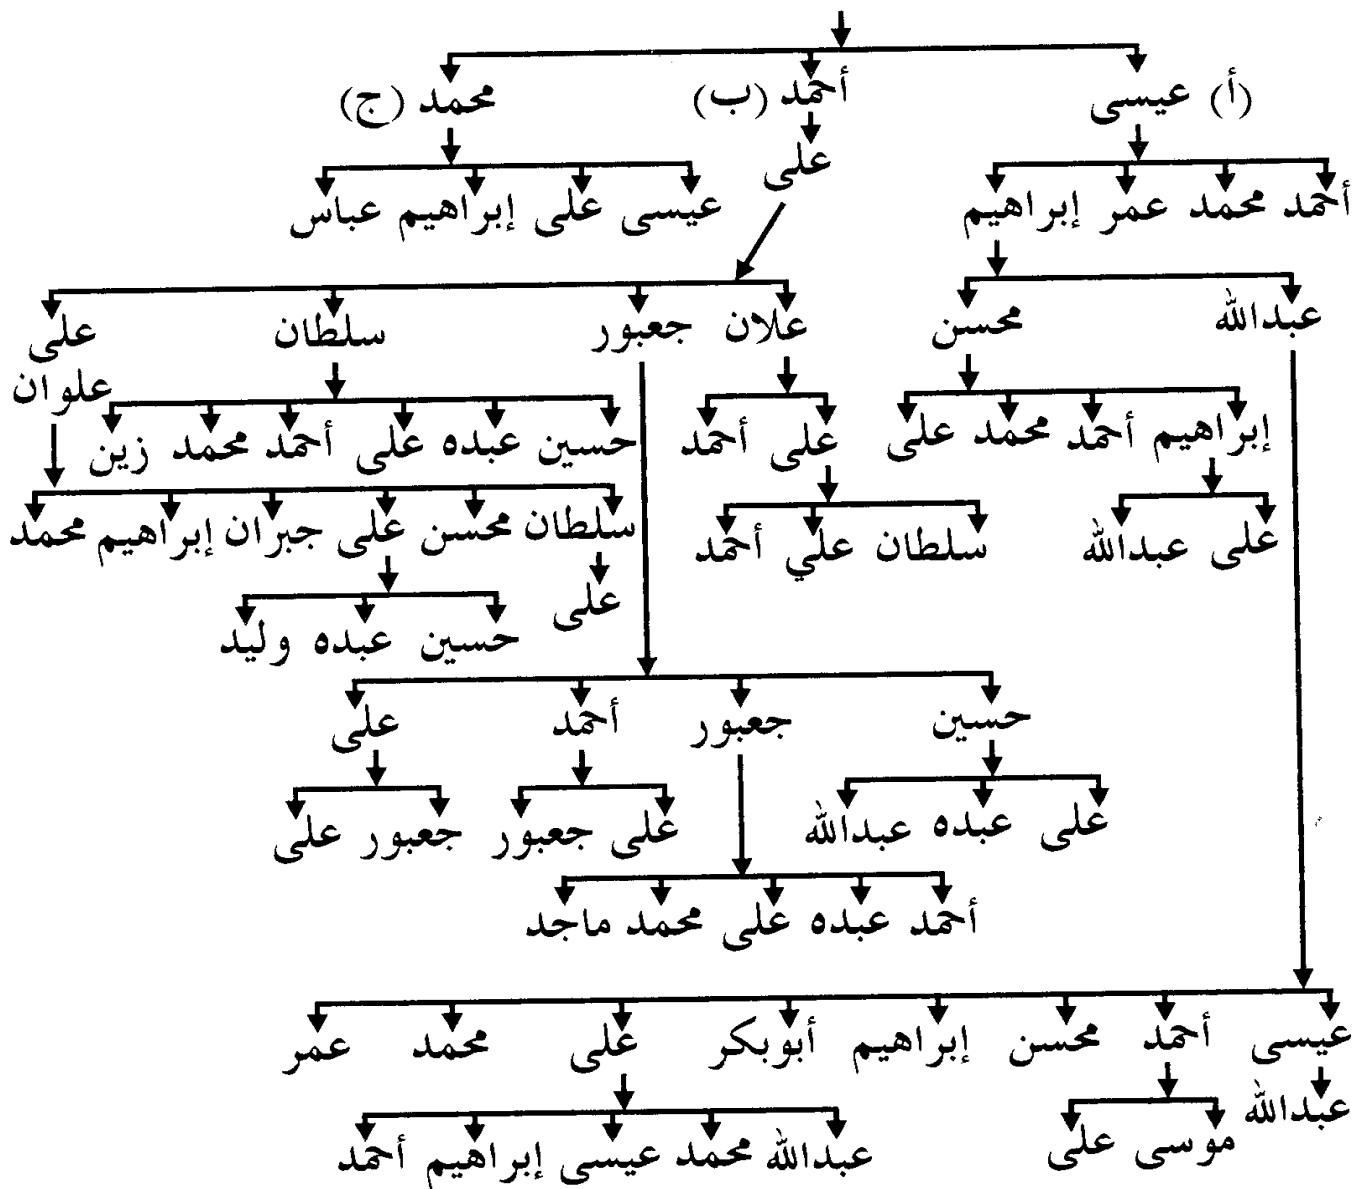 (أ) عيسى أحمد (ب) محمد (ج)
على
أحمد محمد عمر إبراهيم عيسى على إبراهيم عباس
عبدالله محسن علان جعبور سلطان على
علوان
إبراهيم أحمد محمد على على أحمد حسين عبده على أحمد محمد زين
على عبدالله سلطان علي أحمد سلطان محسن على جبران إبراهيم محمد
على
حسين عبده وليد
حسين جعبور أحمد على
على عبده عبدالله على جعبور جعبور على
أحمد عبده على محمد ماجد
عيسى أحمد محسن إبراهيم أبوبكر على محمد عمر
عبدالله
موسى على عبدالله محمد عيسى إبراهيم أحمد